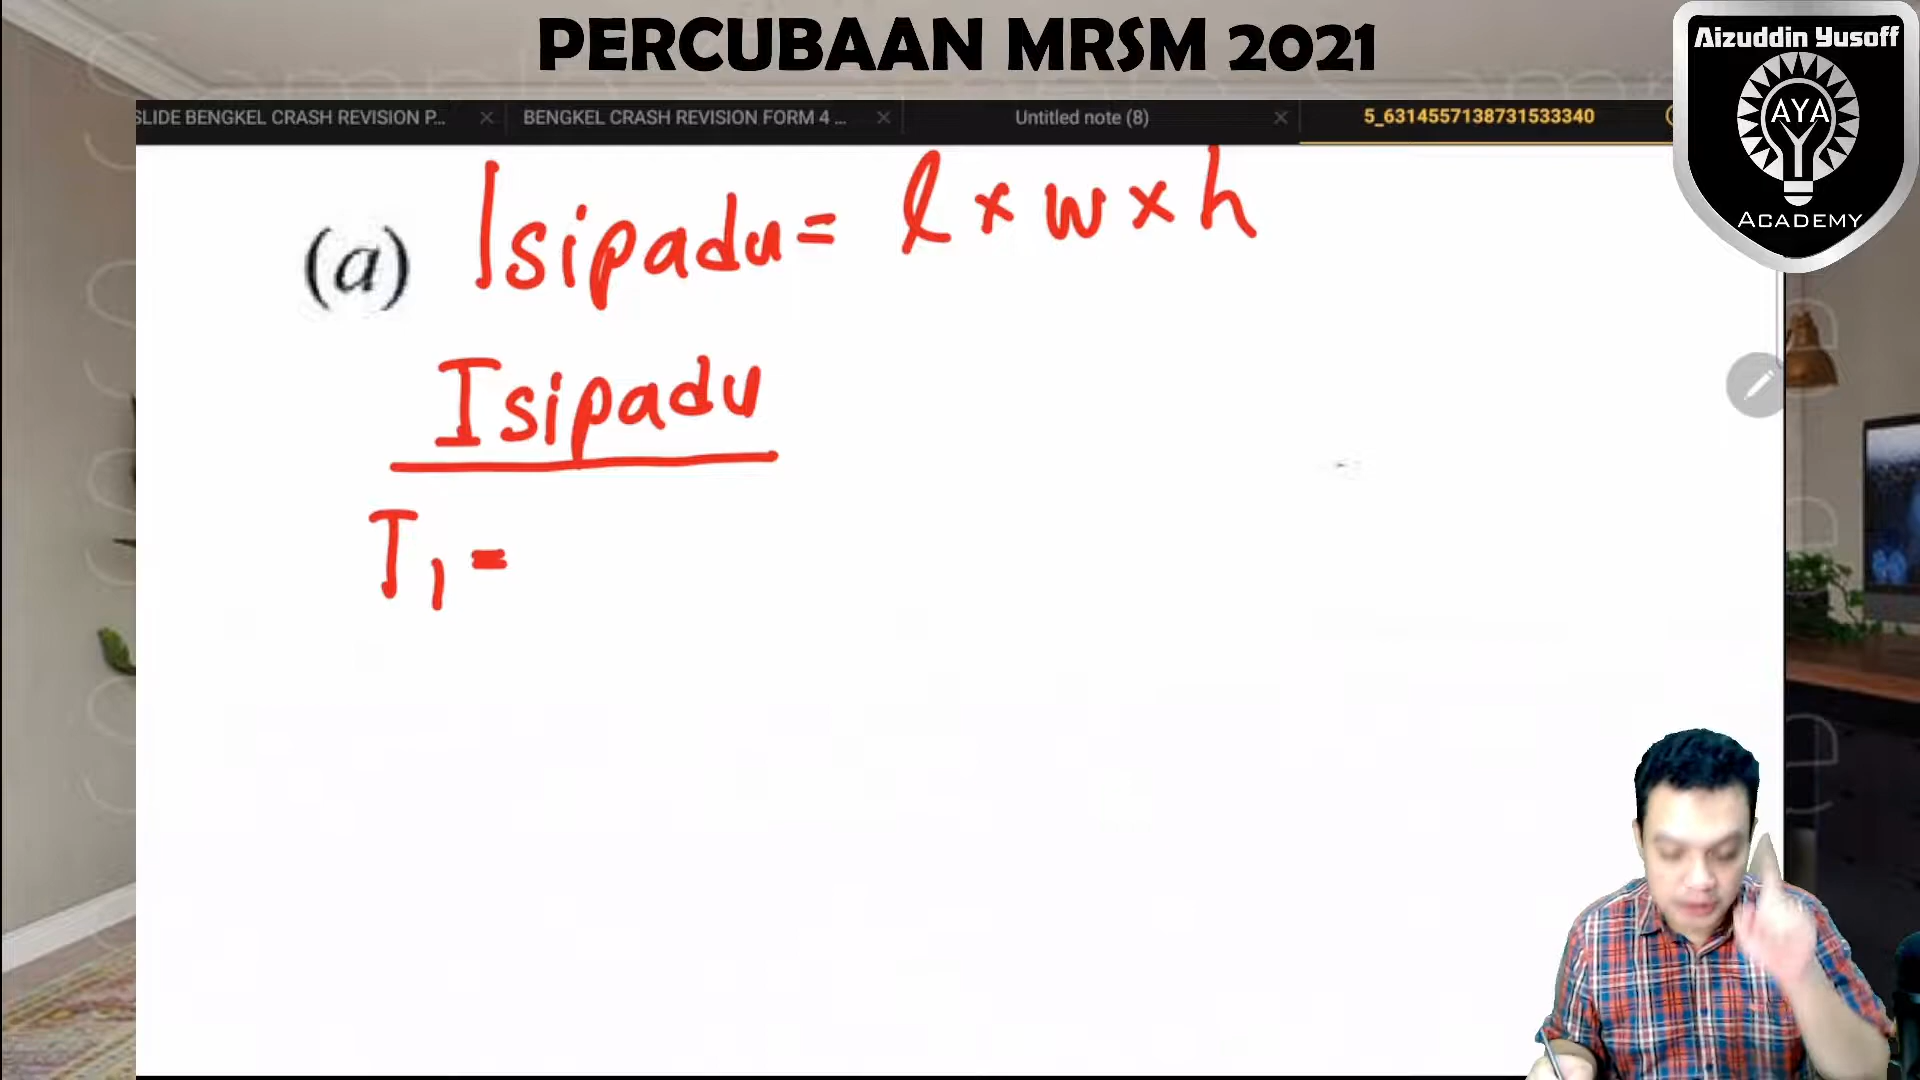 PERCUBAAN MRSM 2021
Aizuddin Yusoff
AYA
ACADEMY
SLIDE BENGKEL CRASH REVISION P...
BENGKEL CRASH REVISION FORM 4 ...
Untitled note (8)
5_6314557138731533340
(a) Isipadu = l × w × h
Isipadu
T₁ =